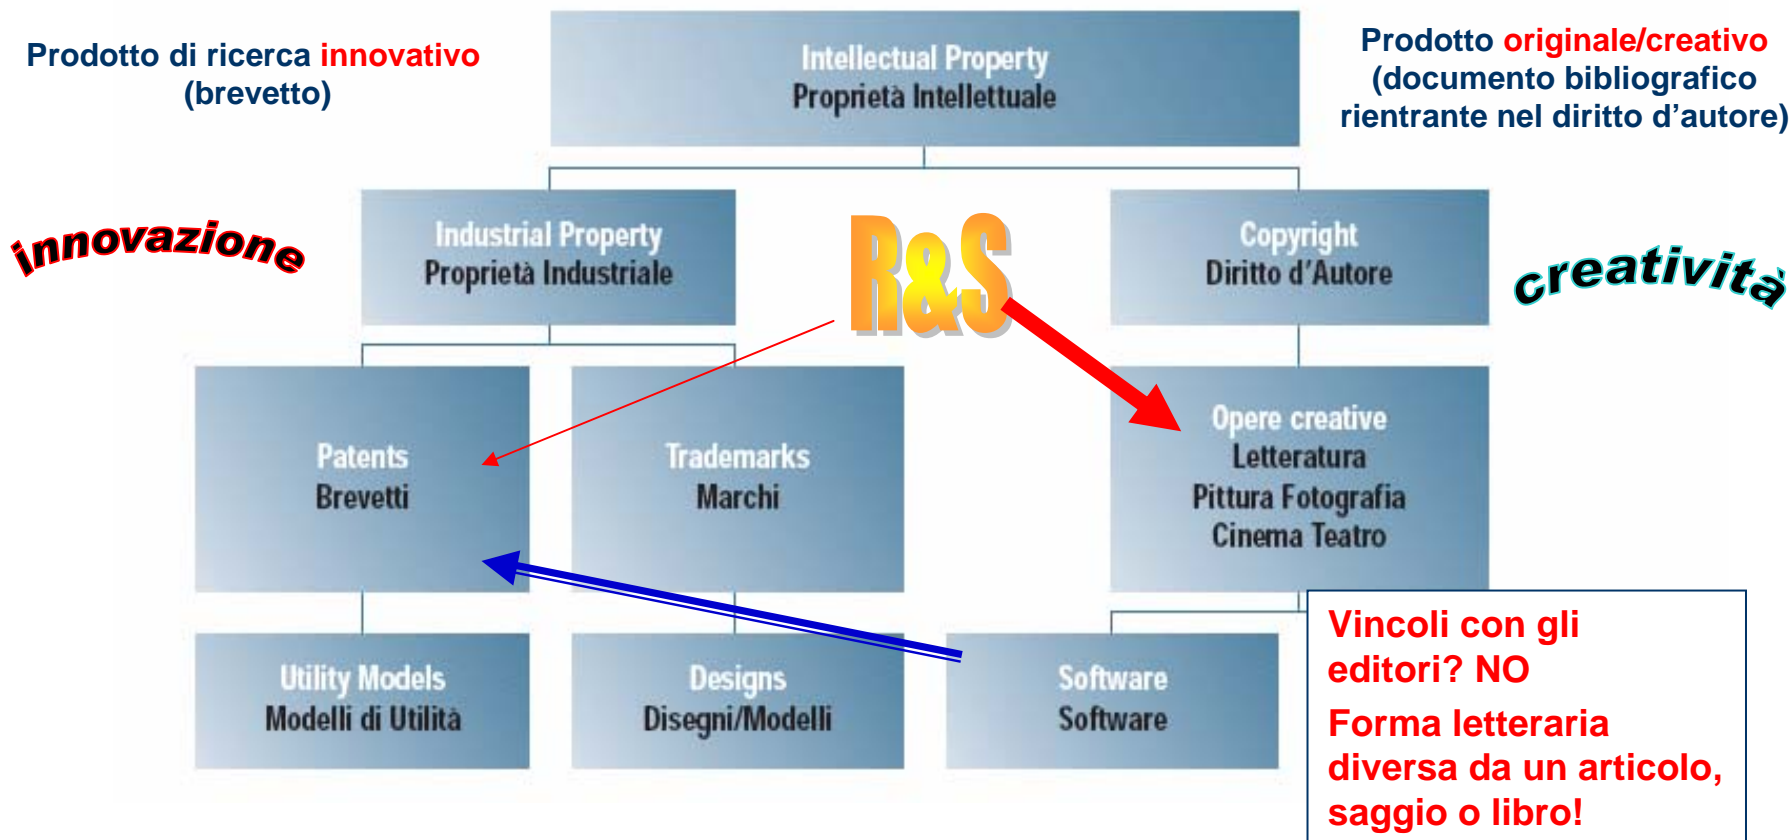 Prodotto di ricerca innovativo
(brevetto)
Intellectual Property
Proprietà Intellettuale
Prodotto originale/creativo
(documento bibliografico
rientrante nel diritto d'autore)
innovazione
Industrial Property
Proprietà Industriale
R&S
Copyright
Diritto d'Autore
creatività
Patents
Brevetti
Trademarks
Marchi
Opere creative
Letteratura
Pittura Fotografia
Cinema Teatro
Utility Models
Modelli di Utilità
Designs
Disegni/Modelli
Software
Software
Vincoli con gli
editori? NO
Forma letteraria
diversa da un articolo,
saggio o libro!